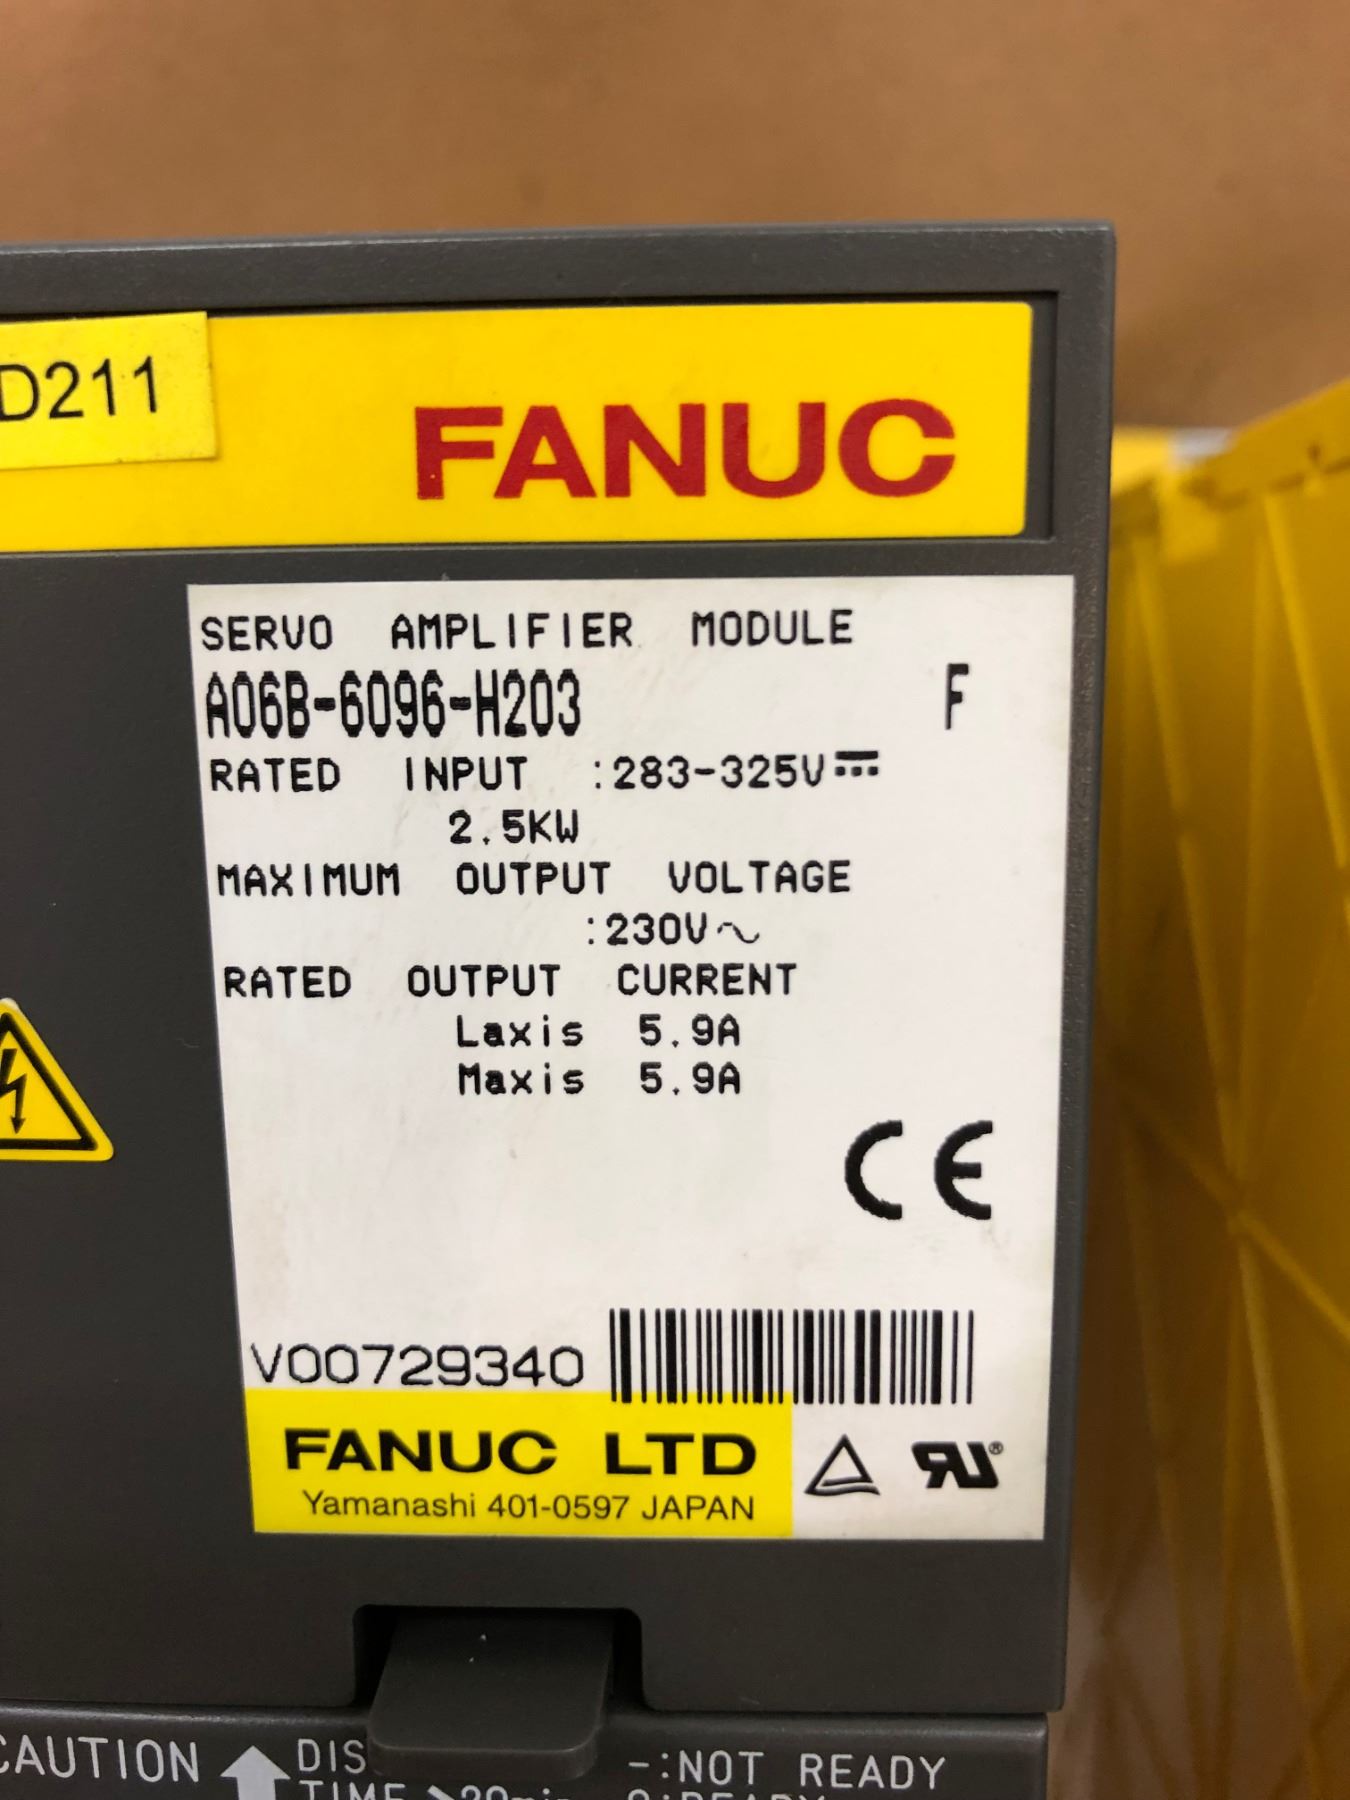 D211
FANUC
SERVO AMPLIFIER MODULE
A06B-6096-H203 F
RATED INPUT :283-325V⎓
2.5KW
MAXIMUM OUTPUT VOLTAGE
:230V~
RATED OUTPUT CURRENT
Laxis 5.9A
Maxis 5.9A
CE
V00729340
FANUC LTD
Yamanashi 401-0597 JAPAN
CAUTION
-:NOT READY